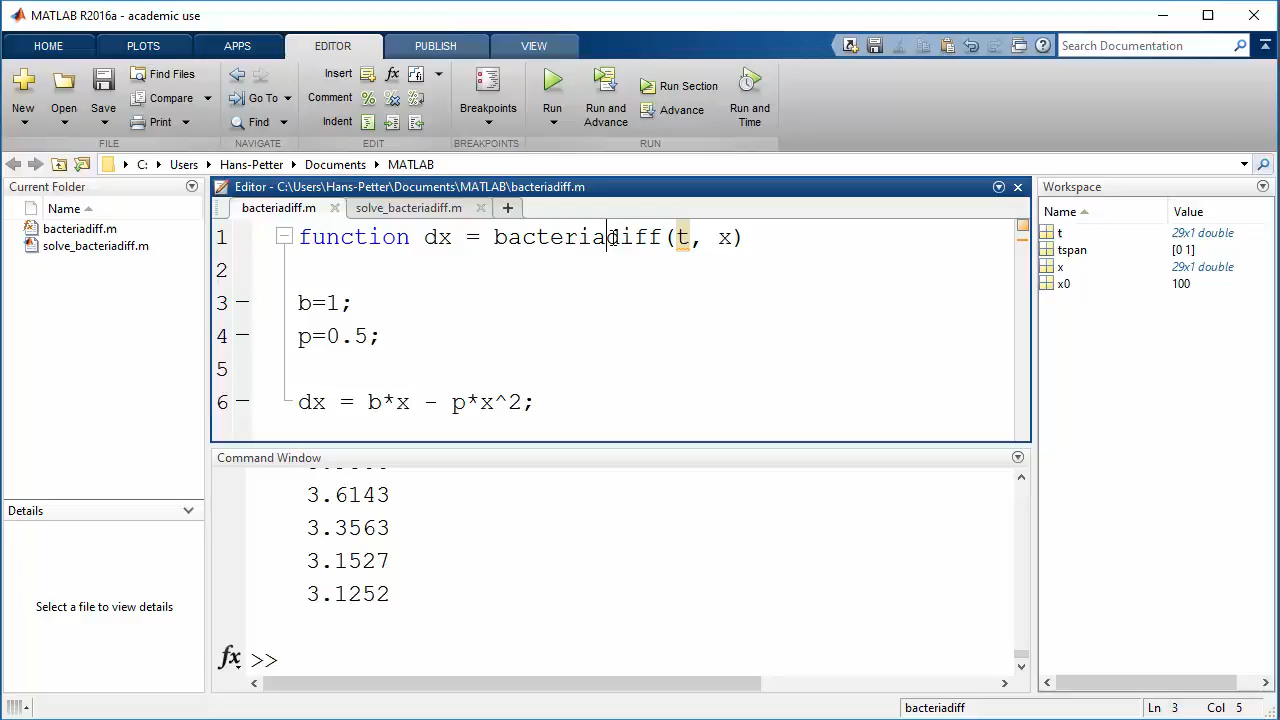 MATLAB R2016a - academic use
HOME PLOTS APPS EDITOR PUBLISH VIEW Search Documentation
New Open Save Find Files Compare Print
Go To Find
Insert fx
Comment
Indent
Breakpoints
Run Run and Advance Run Section Advance Run and Time
FILE NAVIGATE EDIT BREAKPOINTS RUN
C: Users Hans-Petter Documents MATLAB
Current Folder
Name
bacteriadiff.m
solve_bacteriadiff.m
Details
Select a file to view details
Editor - C:\Users\Hans-Petter\Documents\MATLAB\bacteriadiff.m
bacteriadiff.m solve_bacteriadiff.m
1 function dx = bacteriadiff(t, x)
2
3 b=1;
4 p=0.5;
5
6 dx = b*x - p*x^2;
Command Window
3.6143
3.3563
3.1527
3.1252
fx >>
Workspace
Name Value
t 29x1 double
tspan [0 1]
x 29x1 double
x0 100
bacteriadiff Ln 3 Col 5